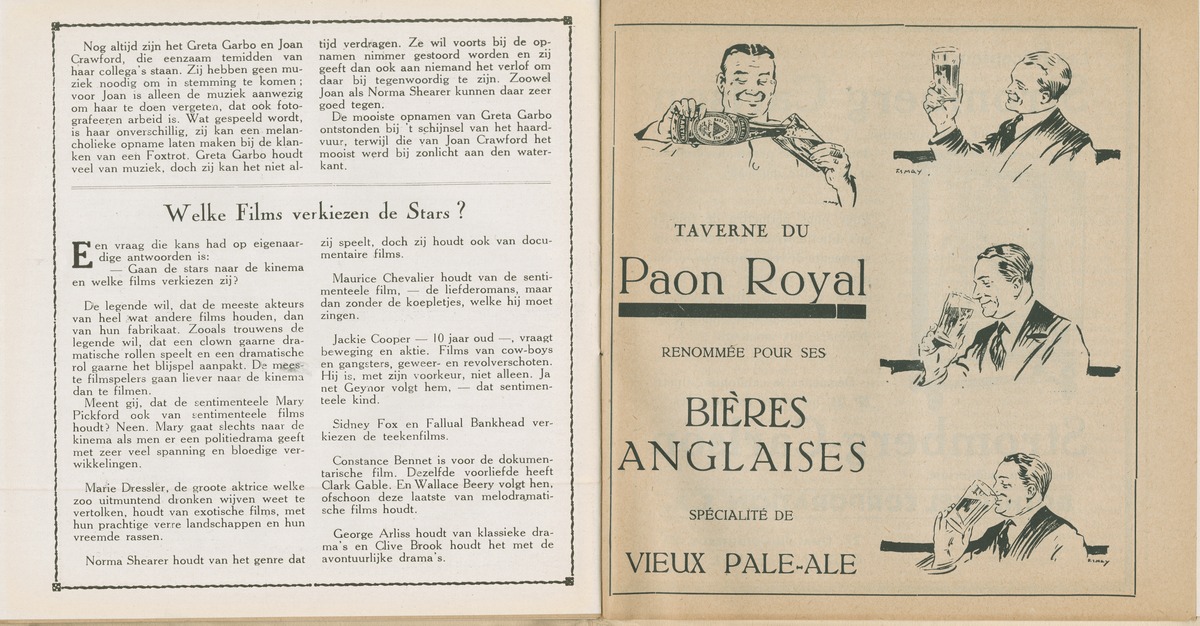 Nog altijd zijn het Greta Garbo en Joan
Crawford, die eenzaam temidden van
haar collega's staan. Zij hebben geen mu-
ziek noodig om in stemming te komen;
voor Joan is alleen de muziek aanwezig
om haar te doen vergeten, dat ook foto-
grafeeren arbeid is. Wat gespeeld wordt,
is haar onverschillig, zij kan een melan-
cholieke opname laten maken bij de klan-
ken van een Foxtrot. Greta Garbo houdt
veel van muziek, doch zij kan het niet al-
tijd verdragen. Ze wil voorts bij de op-
namen nimmer gestoord worden en zij
geeft dan ook aan niemand het verlof om
daar bij tegenwoordig te zijn. Zoowel
Joan als Norma Shearer kunnen daar zeer
goed tegen.
De mooiste opnamen van Greta Garbo
ontstonden bij 't schijnsel van het haard-
vuur, terwijl die van Joan Crawford het
mooist werd bij zonlicht aan den water-
kant.
Welke Films verkiezen de Stars?
Een vraag die kans had op eigenaar-
dige antwoorden is:
— Gaan de stars naar de kinema
en welke films verkiezen zij?
De legende wil, dat de meeste akteurs
van heel wat andere films houden, dan
van hun fabrikaat. Zooals trouwens de
legende wil, dat een clown gaarne dra-
matische rollen speelt en een dramatische
rol gaarne het blijspel aanpakt. De mees-
te filmspelers gaan liever naar de kinema
dan te filmen.
Meent gij, dat de sentimenteele Mary
Pickford ook van sentimenteele films
houdt? Neen. Mary gaat slechts naar de
kinema als men er een politiedrama geeft
met zeer veel spanning en bloedige ver-
wikkelingen.
Marie Dressler, de groote aktrice welke
zoo uitmuntend dronken wijven weet te
vertolken, houdt van exotische films, met
hun prachtige verre landschappen en hun
vreemde rassen.
Norma Shearer houdt van het genre dat
zij speelt, doch zij houdt ook van docu-
mentaire films.
Maurice Chevalier houdt van de senti-
menteele film, — de liefderomans, maar
dan zonder de koepletjes, welke hij moet
zingen.
Jackie Cooper — 10 jaar oud —, vraagt
beweging en aktie. Films van cow-boys
en gangsters, geweer- en revolverschoten.
Hij is, met zijn voorkeur, niet alleen. Ja
net Geynor volgt hem, — dat sentimen-
teele kind.
Sidney Fox en Fallual Bankhead ver-
kiezen de teekenfilms.
Constance Bennet is voor de dokumen-
tarische film. Dezelfde voorliefde heeft
Clark Gable. En Wallace Beery volgt hen,
ofschoon deze laatste van melodramati-
sche films houdt.
George Arliss houdt van klassieke dra-
ma's en Clive Brook houdt het met de
avontuurlijke drama's.
TAVERNE DU
Paon Royal
RENOMMÉE POUR SES
BIÈRES
ANGLAISES
SPÉCIALITÉ DE
VIEUX PALE-ALE